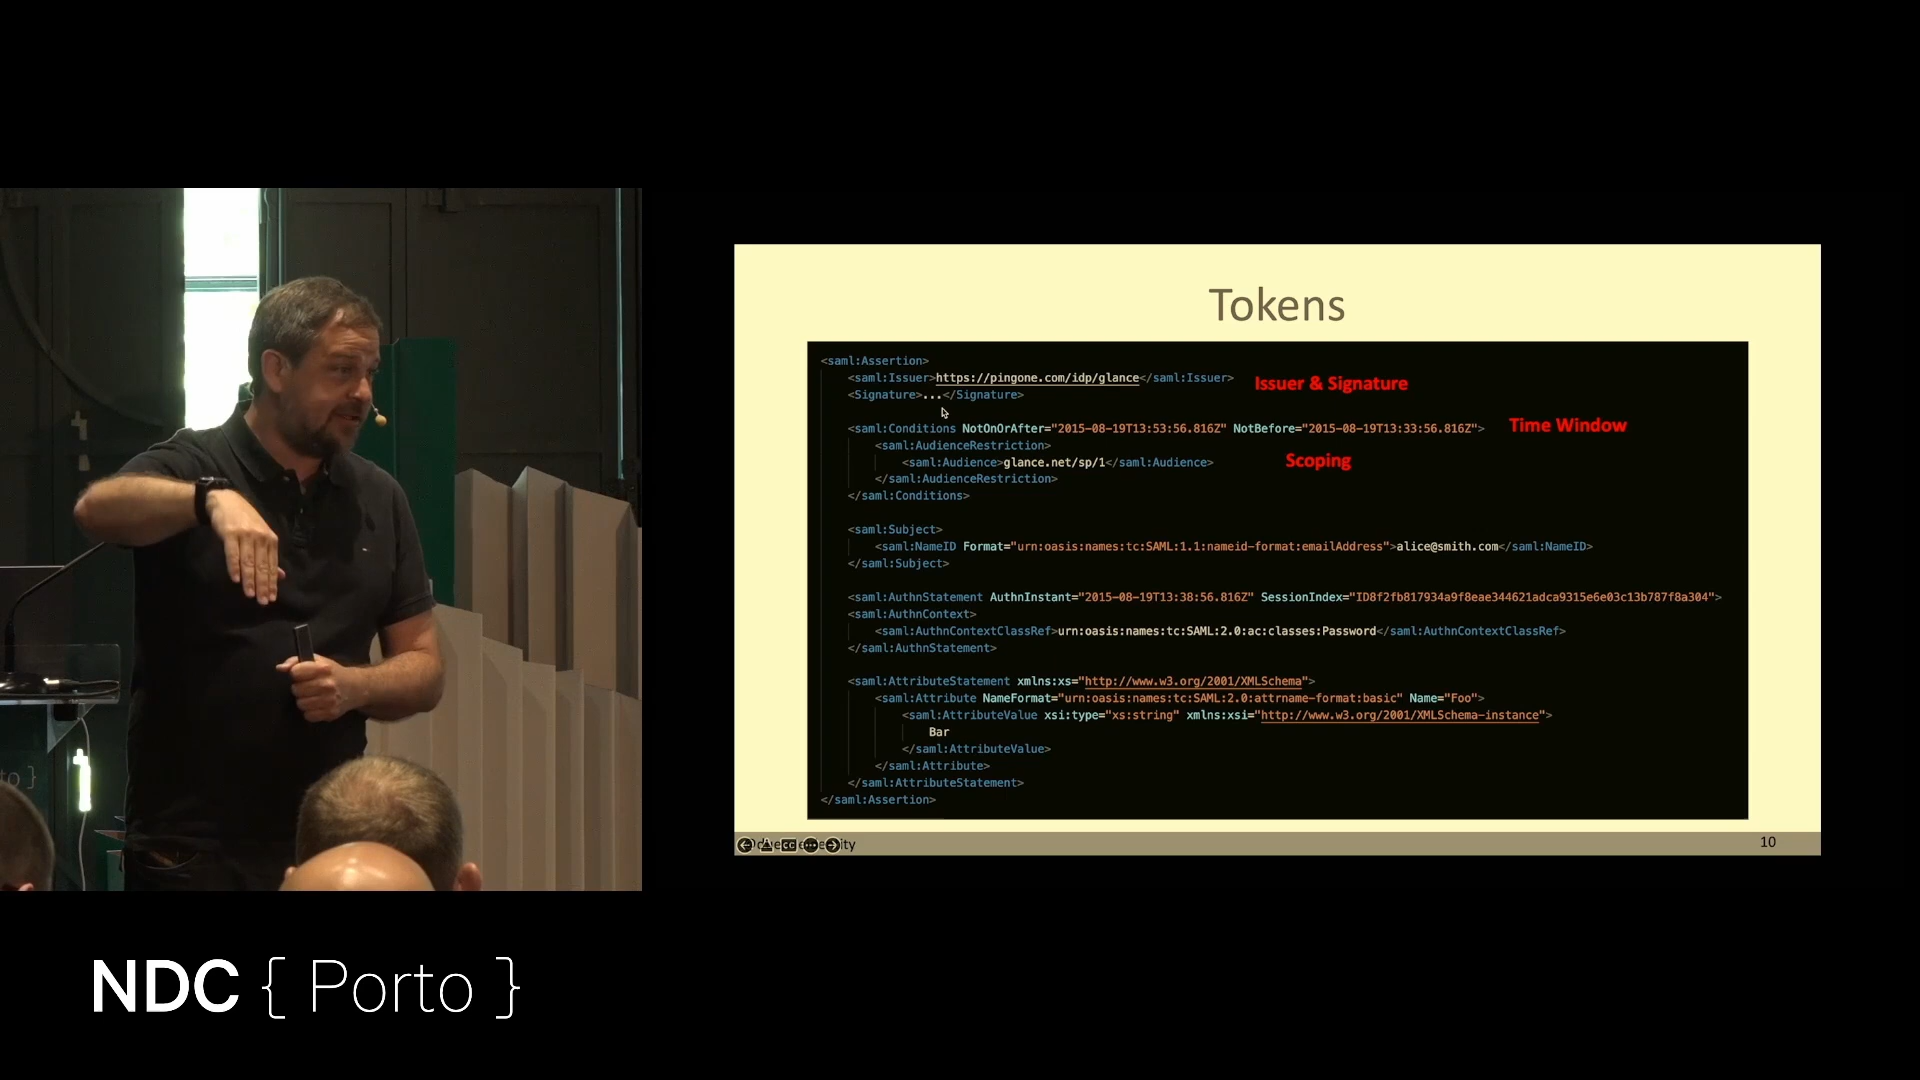 Tokens
<saml:Assertion>
<saml:Issuer>https://pingone.com/idp/glance</saml:Issuer>
Issuer & Signature
<Signature>...</Signature>
<saml:Conditions NotOnOrAfter="2015-08-19T13:53:56.816Z" NotBefore="2015-08-19T13:33:56.816Z">
Time Window
<saml:AudienceRestriction>
<saml:Audience>glance.net/sp/1</saml:Audience>
Scoping
</saml:AudienceRestriction>
</saml:Conditions>
<saml:Subject>
<saml:NameID Format="urn:oasis:names:tc:SAML:1.1:nameid-format:emailAddress">alice@smith.com</saml:NameID>
</saml:Subject>
<saml:AuthnStatement AuthnInstant="2015-08-19T13:38:56.816Z" SessionIndex="ID8f2fb817934a9f8eae344621adca9315e6e03c13b787f8a304">
<saml:AuthnContext>
<saml:AuthnContextClassRef>urn:oasis:names:tc:SAML:2.0:ac:classes:Password</saml:AuthnContextClassRef>
</saml:AuthnStatement>
<saml:AttributeStatement xmlns:xs="http://www.w3.org/2001/XMLSchema">
<saml:Attribute NameFormat="urn:oasis:names:tc:SAML:2.0:attrname-format:basic" Name="Foo">
<saml:AttributeValue xsi:type="xs:string" xmlns:xsi="http://www.w3.org/2001/XMLSchema-instance">
Bar
</saml:AttributeValue>
</saml:Attribute>
</saml:AttributeStatement>
</saml:Assertion>
10
NDC { Porto }